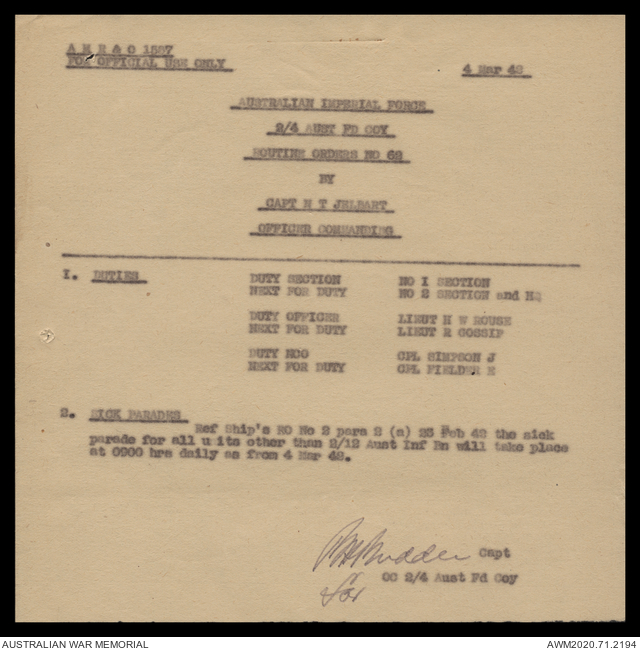 A M R & O 1527
FOR OFFICIAL USE ONLY
4 Mar 42
AUSTRALIAN IMPERIAL FORCE
2/4 AUST FD COY
ROUTINE ORDERS NO 69
BY
CAPT N T JELBART
OFFICER COMMANDING
1. DUTIES DUTY SECTION NO 1 SECTION
NEXT FOR DUTY NO 2 SECTION and HQ
DUTY OFFICER LIEUT H W ROUSE
NEXT FOR DUTY LIEUT R GOSSIP
DUTY NCO CPL SIMPSON J
NEXT FOR DUTY CPL FIELDER E
2. SICK PARADES
Ref Ship's RO No 2 para 2 (a) 23 Feb 42 the sick
parade for all units other than 2/12 Aust Inf Bn will take place
at 0900 hrs daily as from 4 Mar 42.
Capt
for OC 2/4 Aust Fd Coy
AUSTRALIAN WAR MEMORIAL AWM2020.71.2194